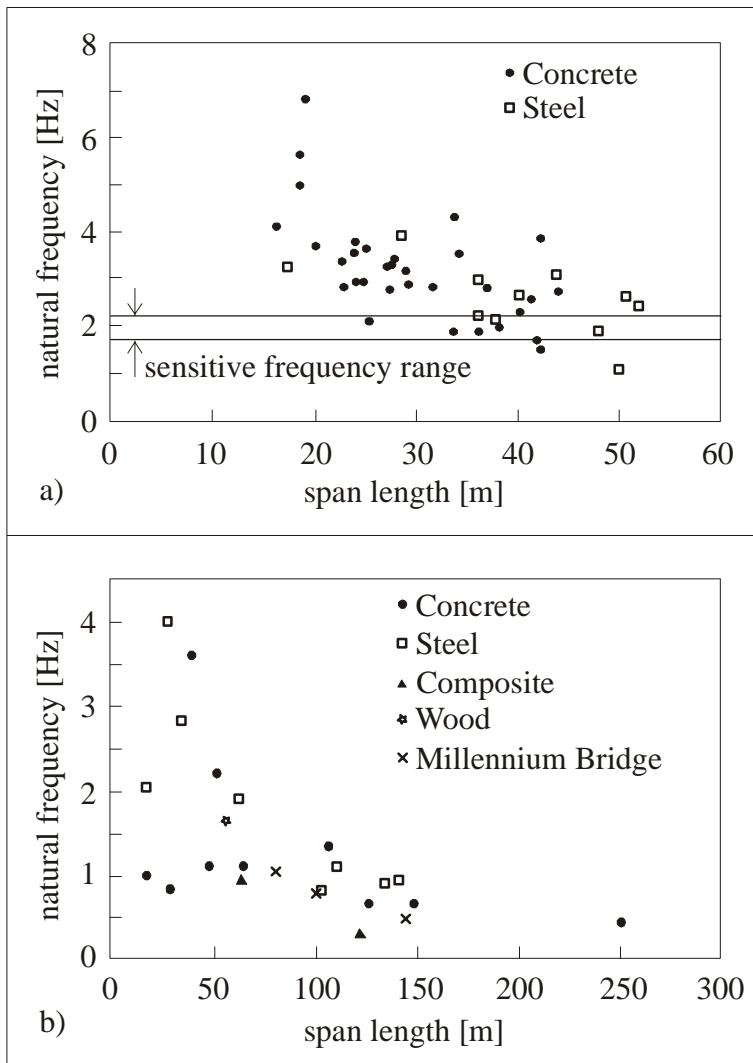 8
6
4
2
0
natural frequency [Hz]
Concrete
Steel
sensitive frequency range
0 10 20 30 40 50 60
span length [m]
a)
4
3
2
1
0
natural frequency [Hz]
Concrete
Steel
Composite
Wood
Millennium Bridge
0 50 100 150 200 250 300
span length [m]
b)